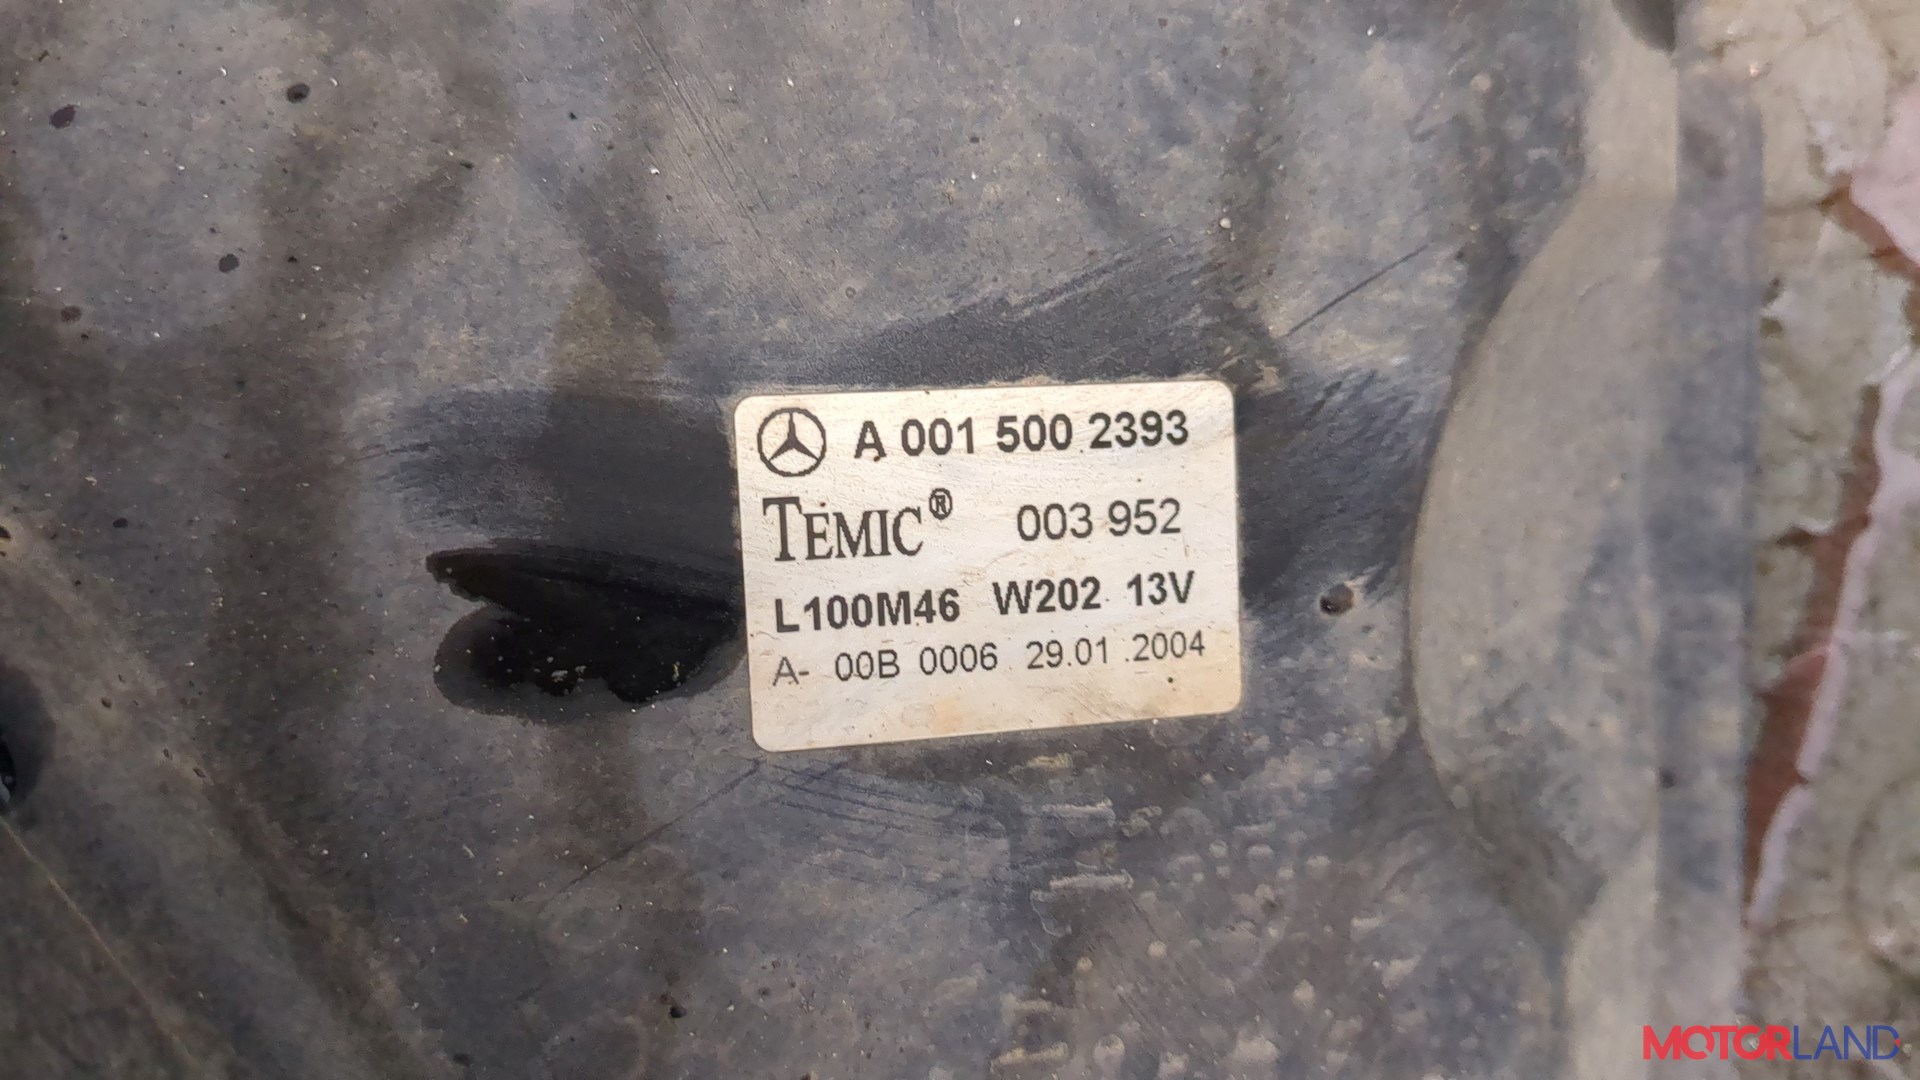 A 001 500 2393
TEMIC® 003 952
L100M46 W202 13V
A- 00B 0006 29.01.2004
MOTORLAND